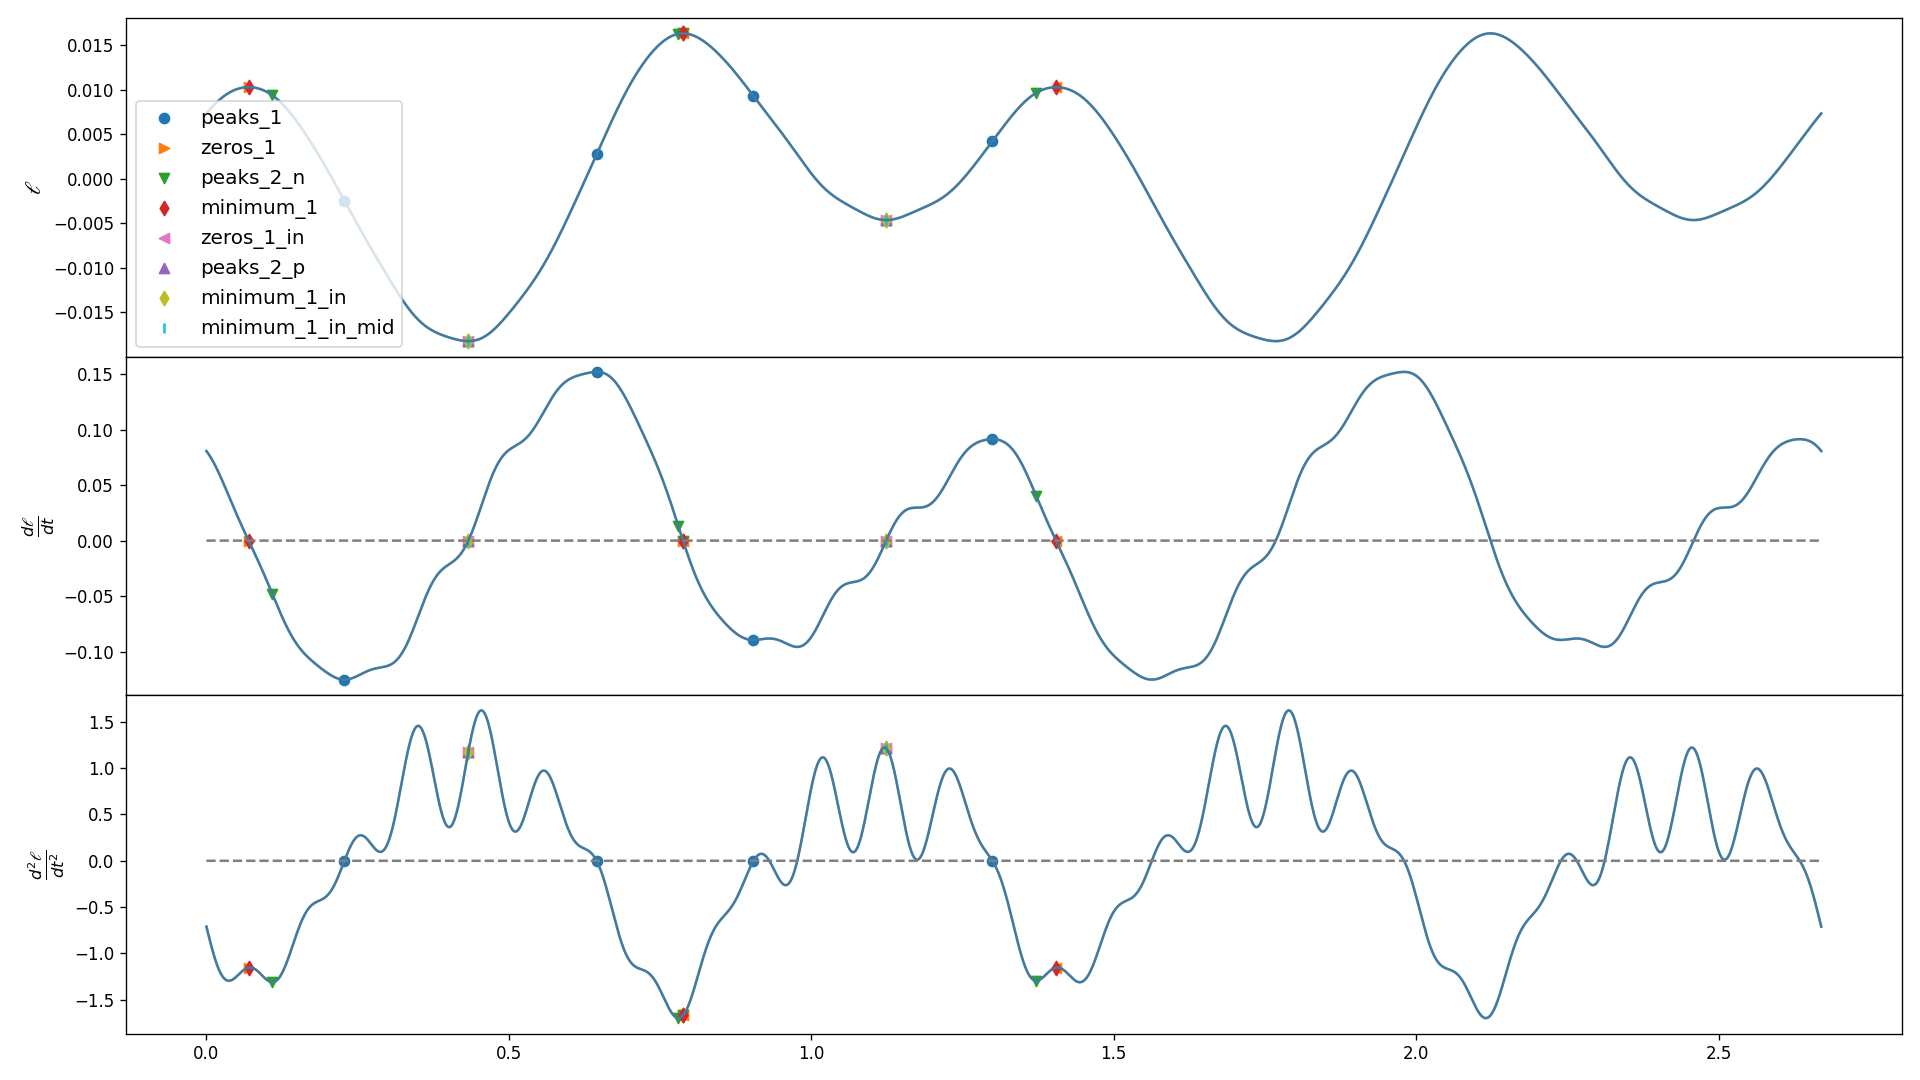 0.015
0.010
0.005
0.000
−0.005
−0.010
−0.015
ℓ
peaks_1
zeros_1
peaks_2_n
minimum_1
zeros_1_in
peaks_2_p
minimum_1_in
minimum_1_in_mid
0.15
0.10
0.05
0.00
−0.05
−0.10
dℓ/dt
1.5
1.0
0.5
0.0
−0.5
−1.0
−1.5
d²ℓ/dt²
0.0 0.5 1.0 1.5 2.0 2.5